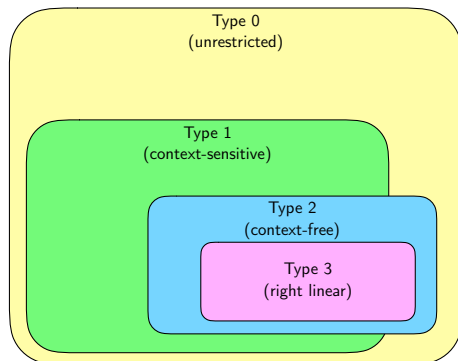 Type 0
(unrestricted)
Type 1
(context-sensitive)
Type 2
(context-free)
Type 3
(right linear)